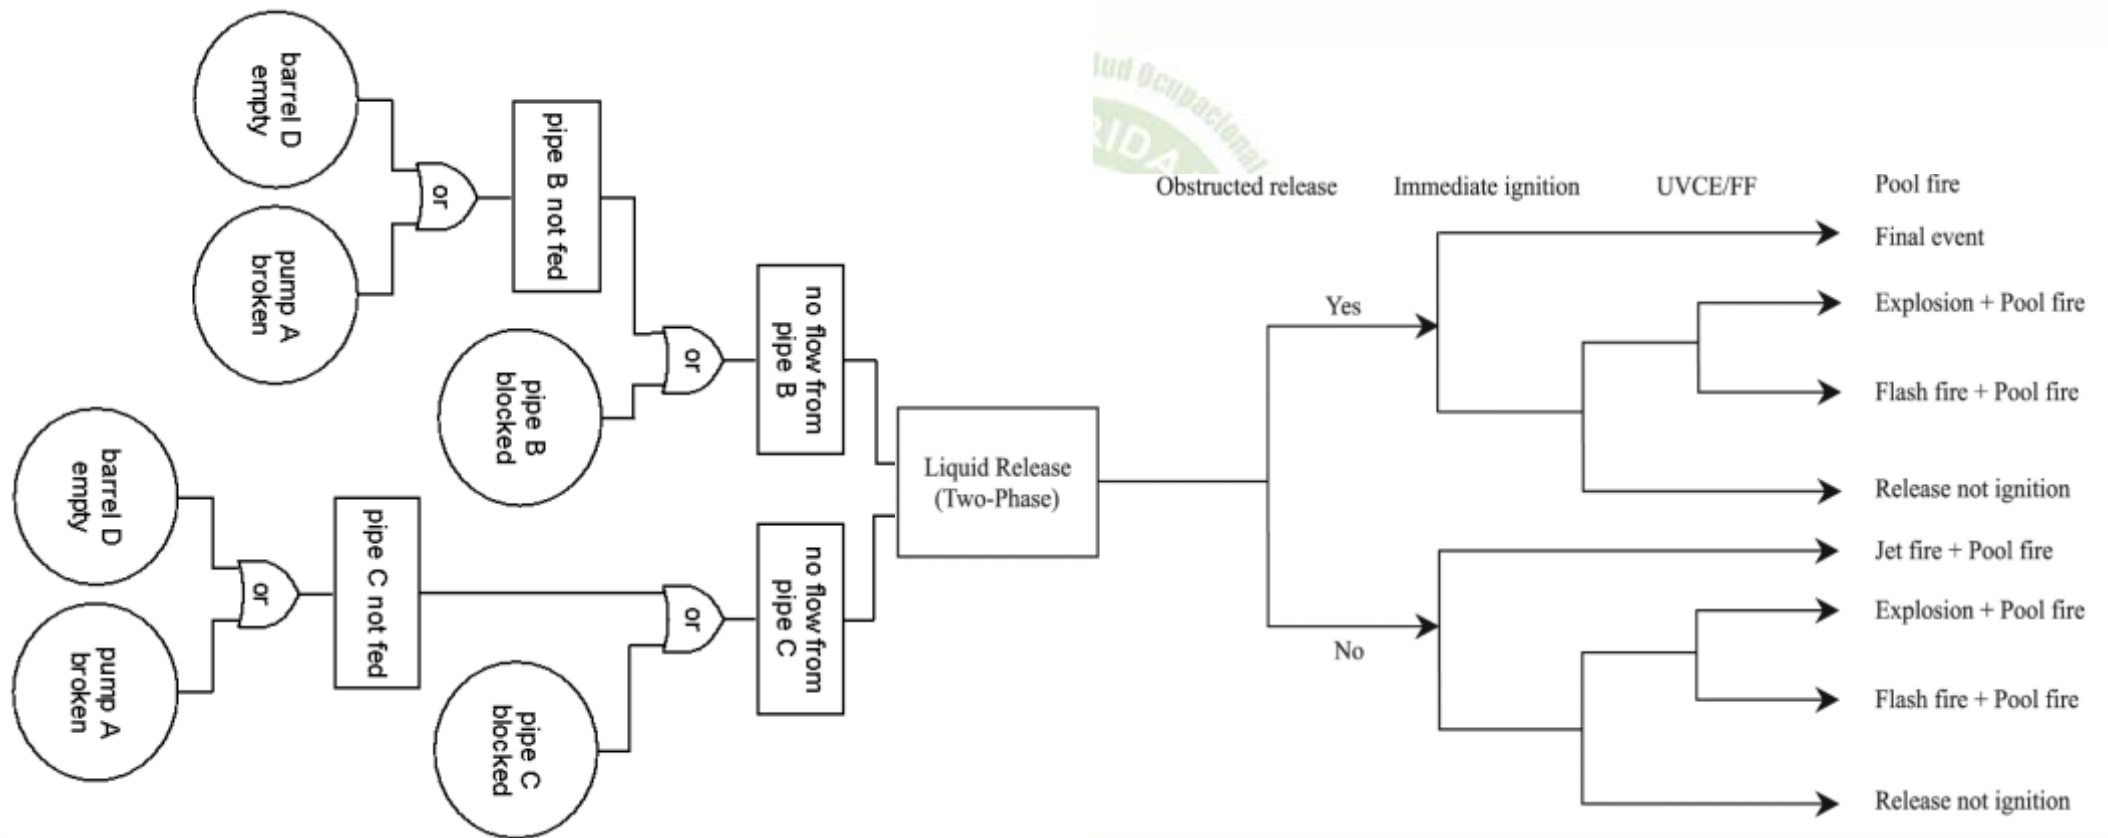 barrel D
empty
pump A
broken
or
pipe B not fed
pipe B
blocked
or
no flow from
pipe B
barrel D
empty
pump A
broken
or
pipe C not fed
pipe C
blocked
or
no flow from
pipe C
Liquid Release
(Two-Phase)
Ocupacional
Obstructed release
Immediate ignition
UVCE/FF
Pool fire
Final event
Yes
Explosion + Pool fire
Flash fire + Pool fire
Release not ignition
No
Jet fire + Pool fire
Explosion + Pool fire
Flash fire + Pool fire
Release not ignition